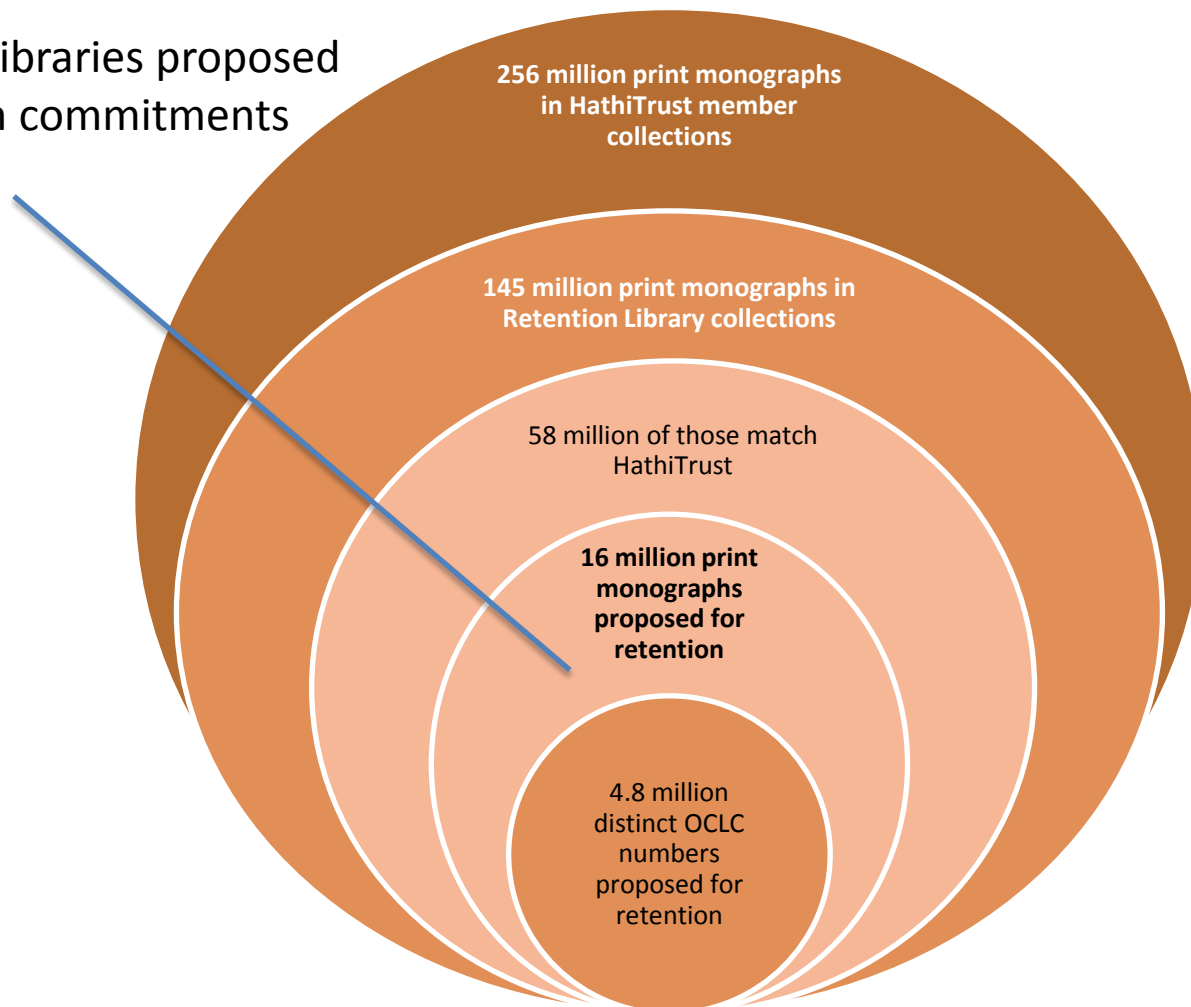 ibraries proposed
commitments
256 million print monographs
in HathiTrust member
collections
145 million print monographs in
Retention Library collections
58 million of those match
HathiTrust
16 million print
monographs
proposed for
retention
4.8 million
distinct OCLC
numbers
proposed for
retention